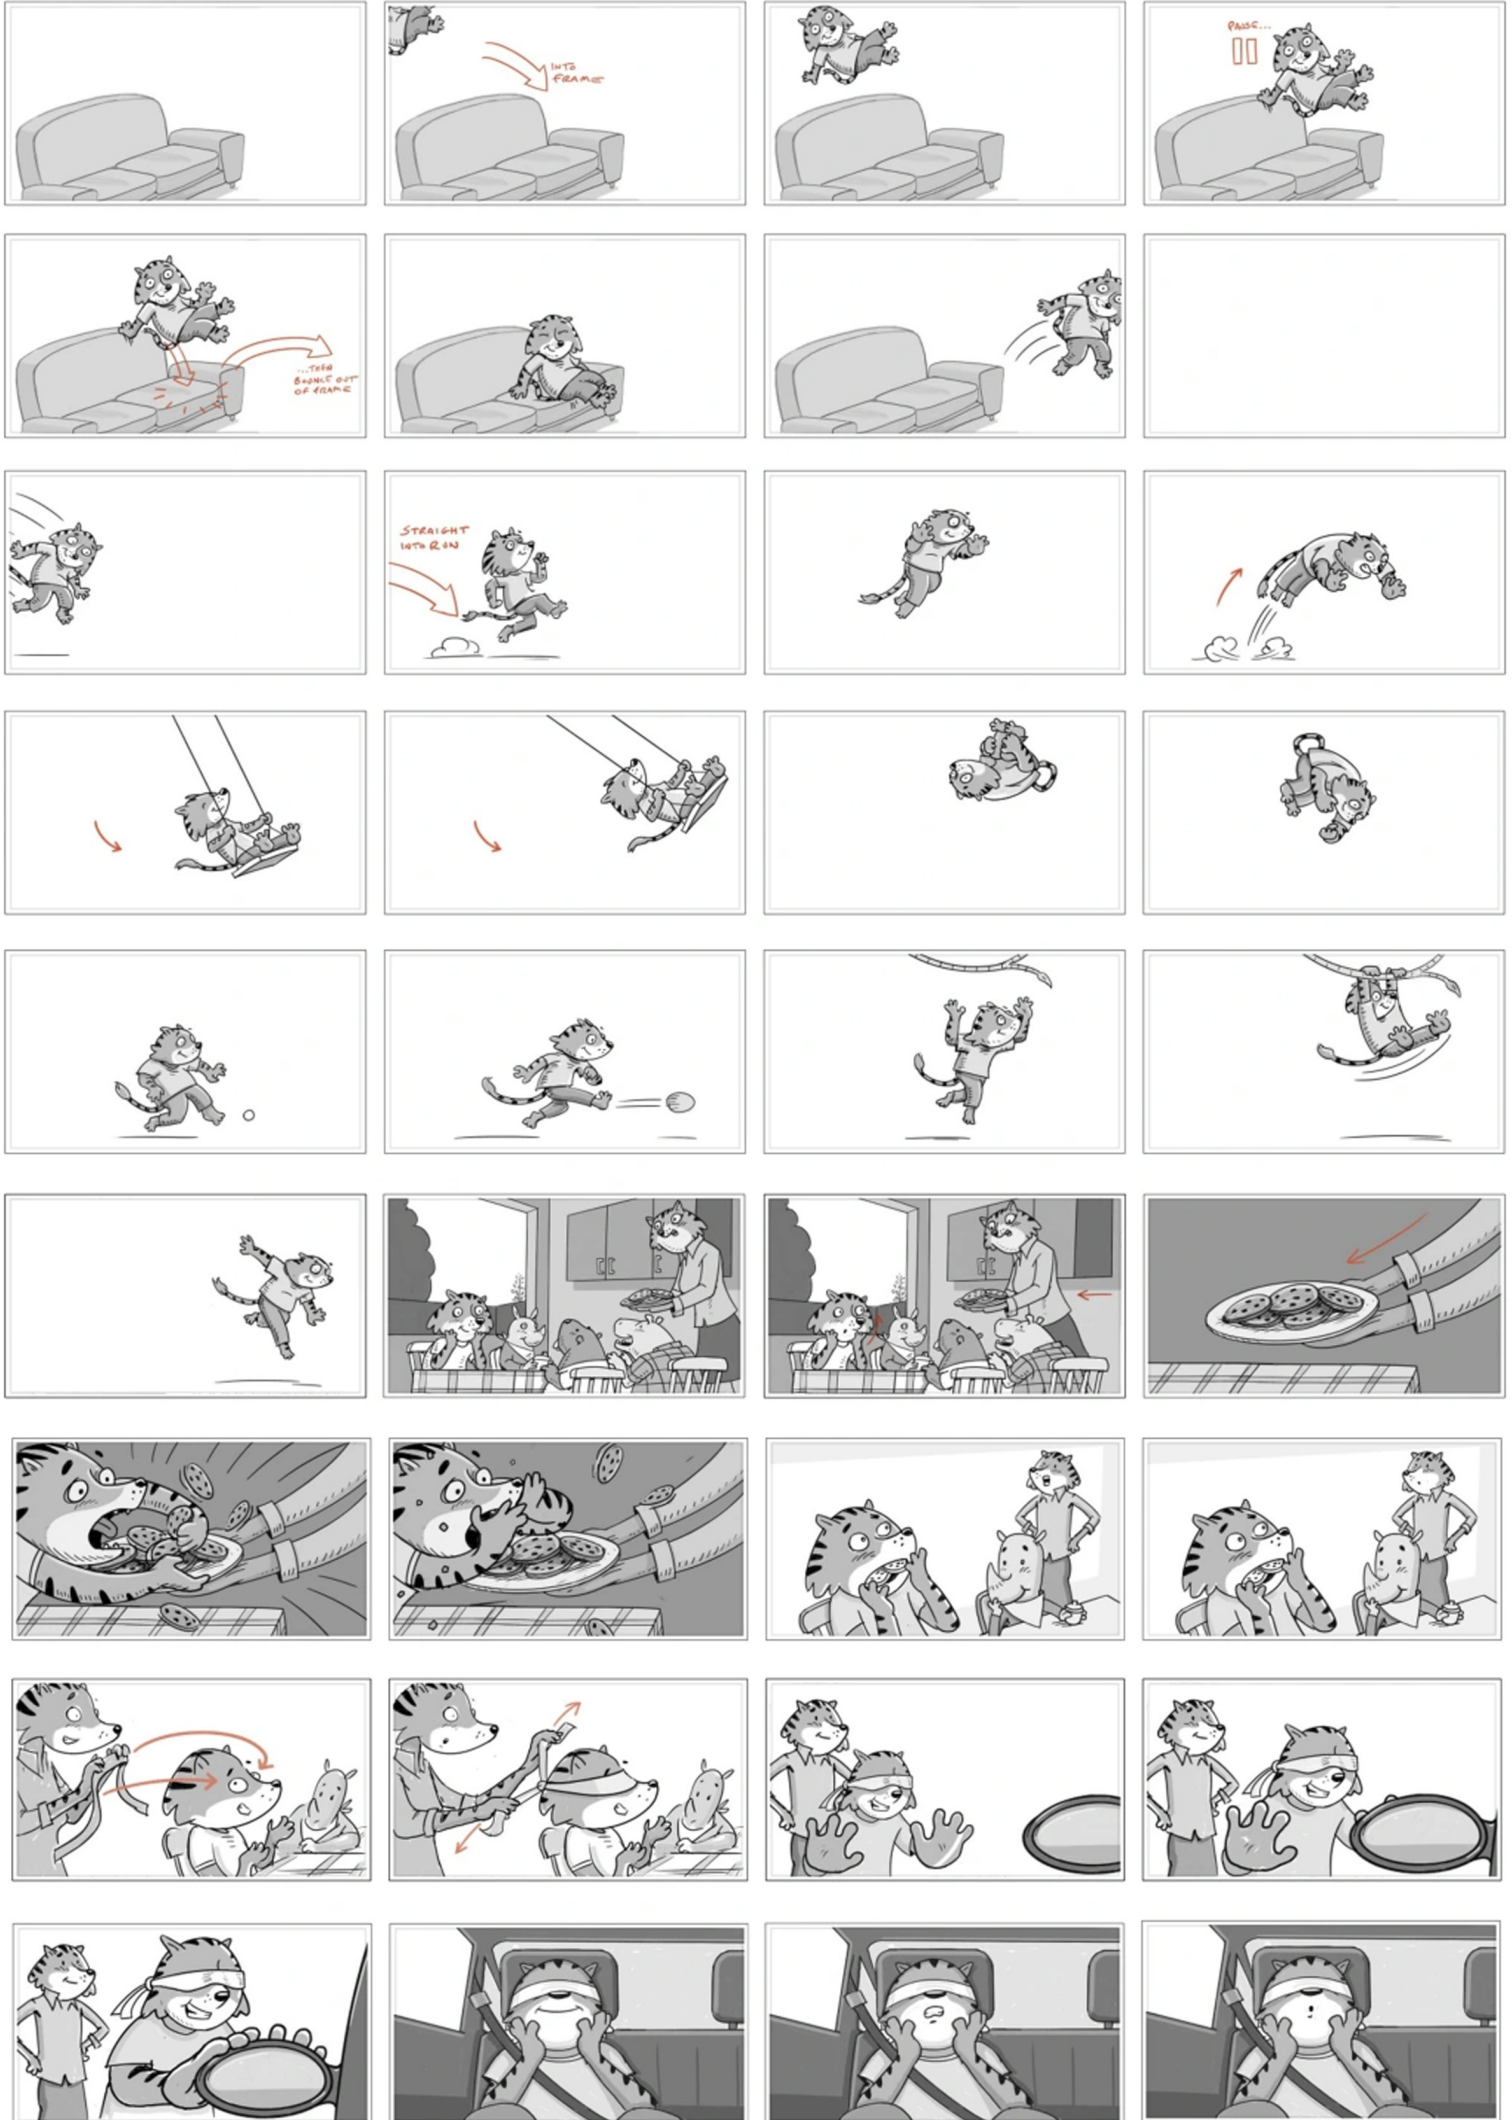 INTO
FRAME
PAUSE...
...THEN
BOUNCE OUT
OF FRAME
STRAIGHT
INTO RUN